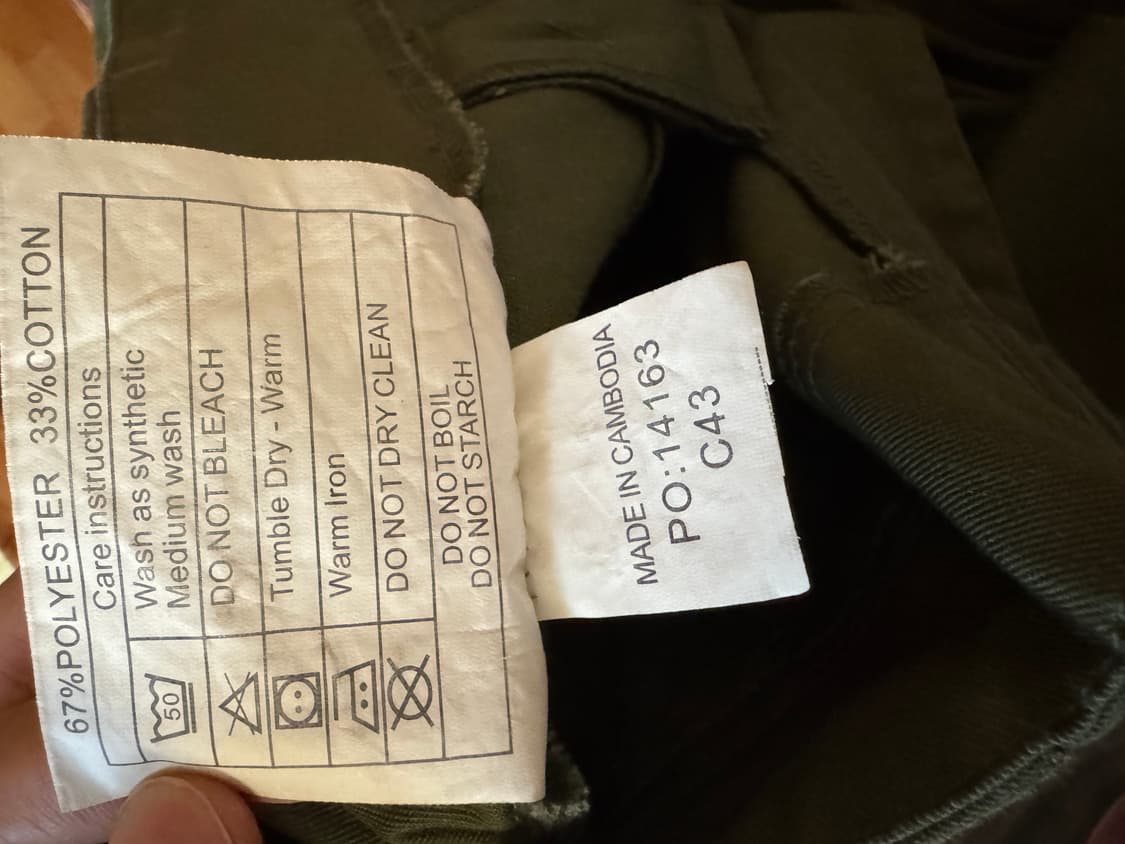 67%POLYESTER 33%COTTON
Care instructions
50 Wash as synthetic
Medium wash
DO NOT BLEACH
Tumble Dry - Warm
Warm Iron
DO NOT DRY CLEAN
DO NOT BOIL
DO NOT STARCH
MADE IN CAMBODIA
PO:14163
C43